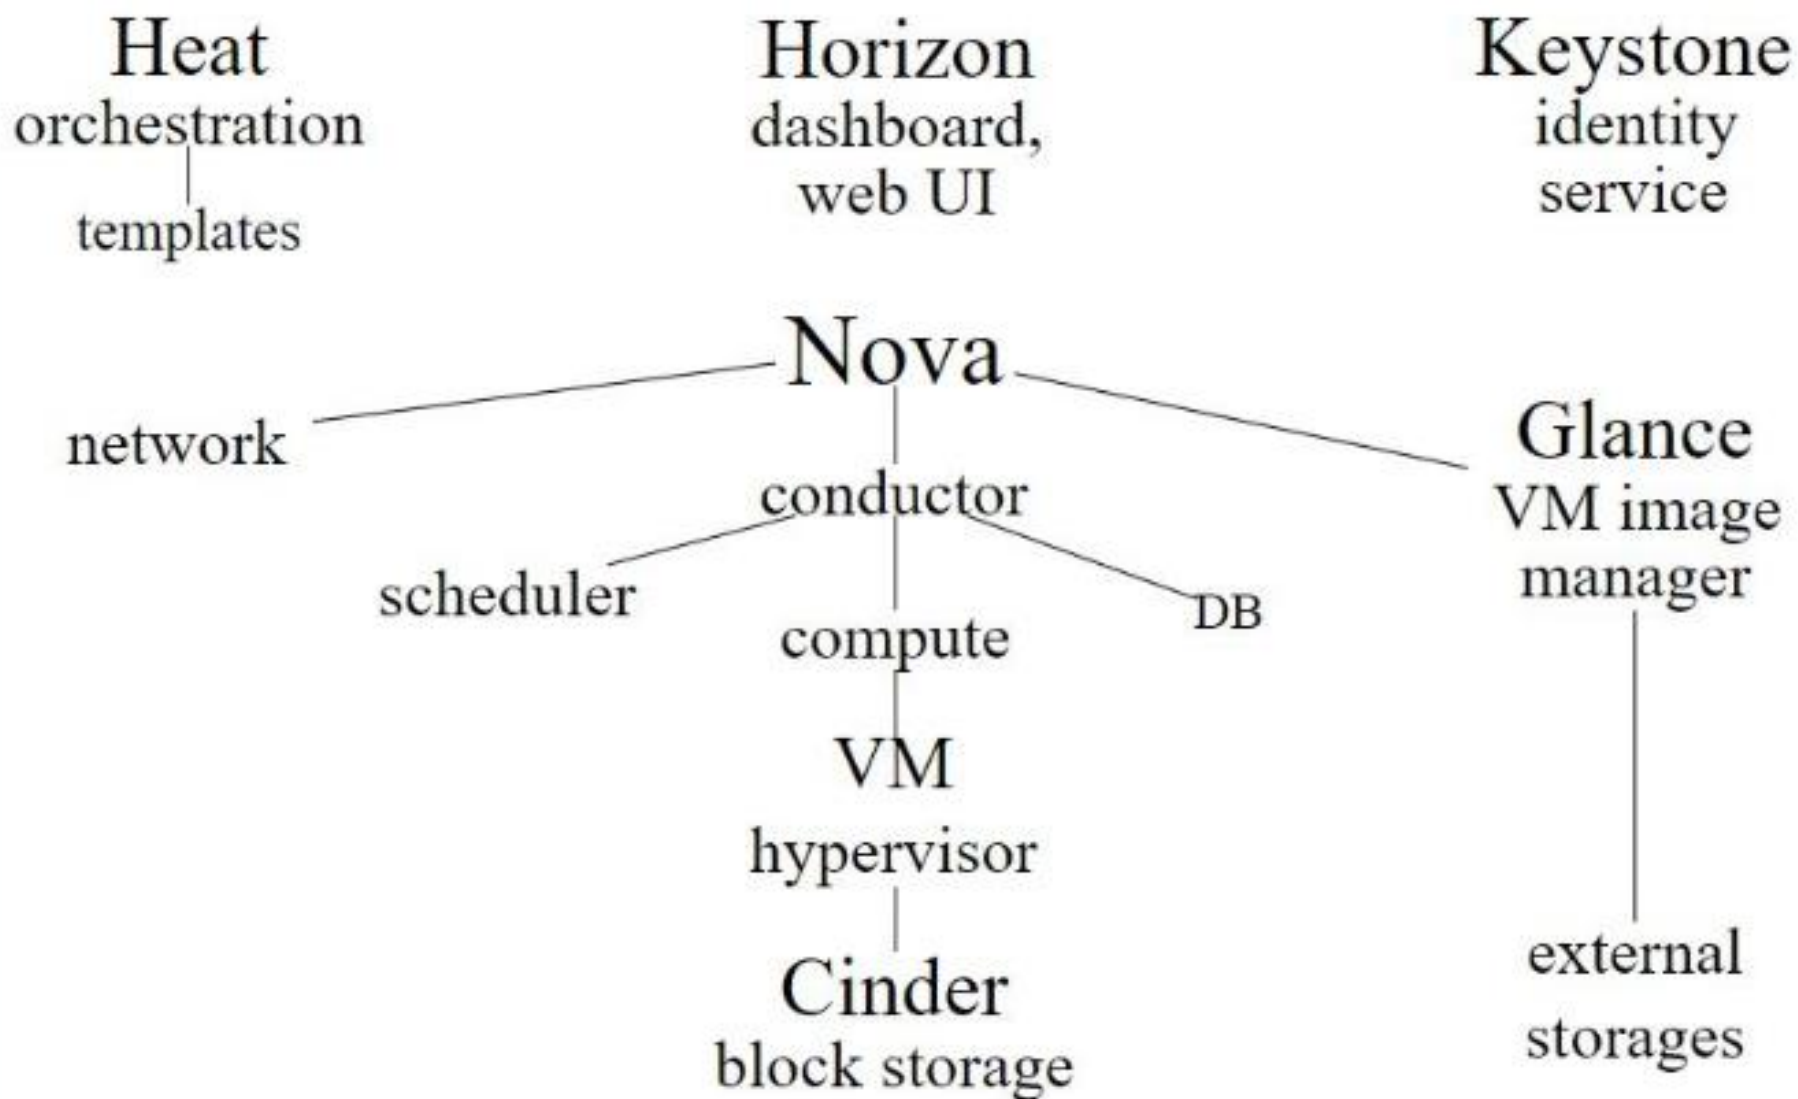 Heat
orchestration
templates
Horizon
dashboard,
web UI
Keystone
identity
service
Nova
network
conductor
scheduler
compute
DB
VM
hypervisor
Cinder
block storage
Glance
VM image
manager
external
storages